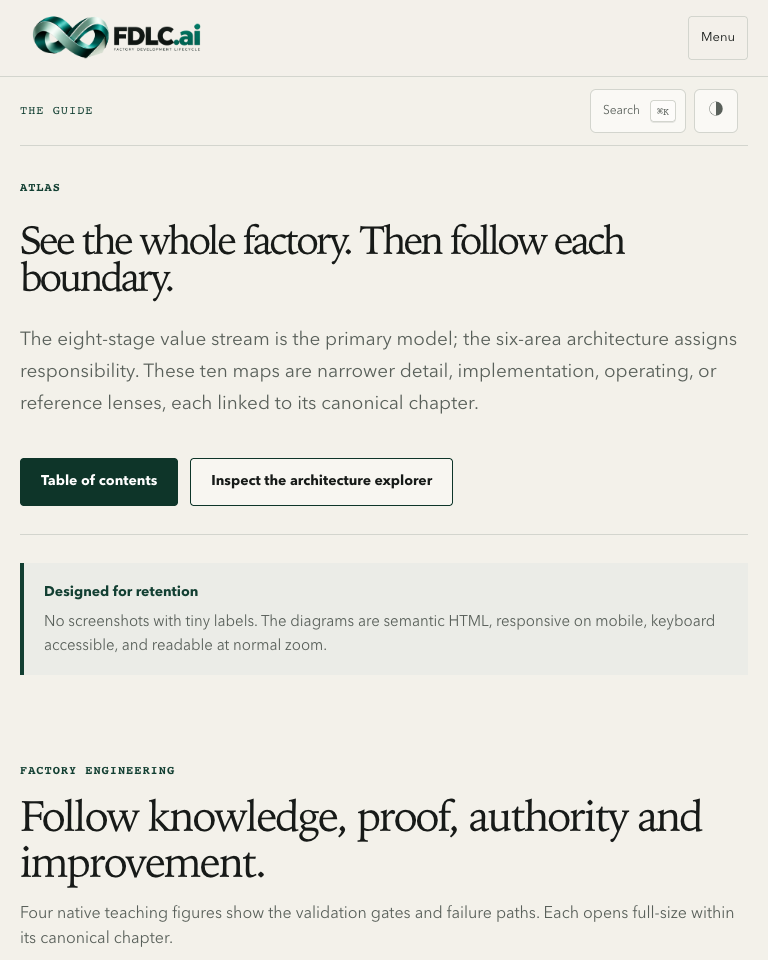 FDLC.ai
FACTORY DEVELOPMENT LIFECYCLE
Menu
THE GUIDE
Search ⌘K
ATLAS
See the whole factory. Then follow each
boundary.
The eight-stage value stream is the primary model; the six-area architecture assigns
responsibility. These ten maps are narrower detail, implementation, operating, or
reference lenses, each linked to its canonical chapter.
Table of contents
Inspect the architecture explorer
Designed for retention
No screenshots with tiny labels. The diagrams are semantic HTML, responsive on mobile, keyboard
accessible, and readable at normal zoom.
FACTORY ENGINEERING
Follow knowledge, proof, authority and
improvement.
Four native teaching figures show the validation gates and failure paths. Each opens full-size within
its canonical chapter.